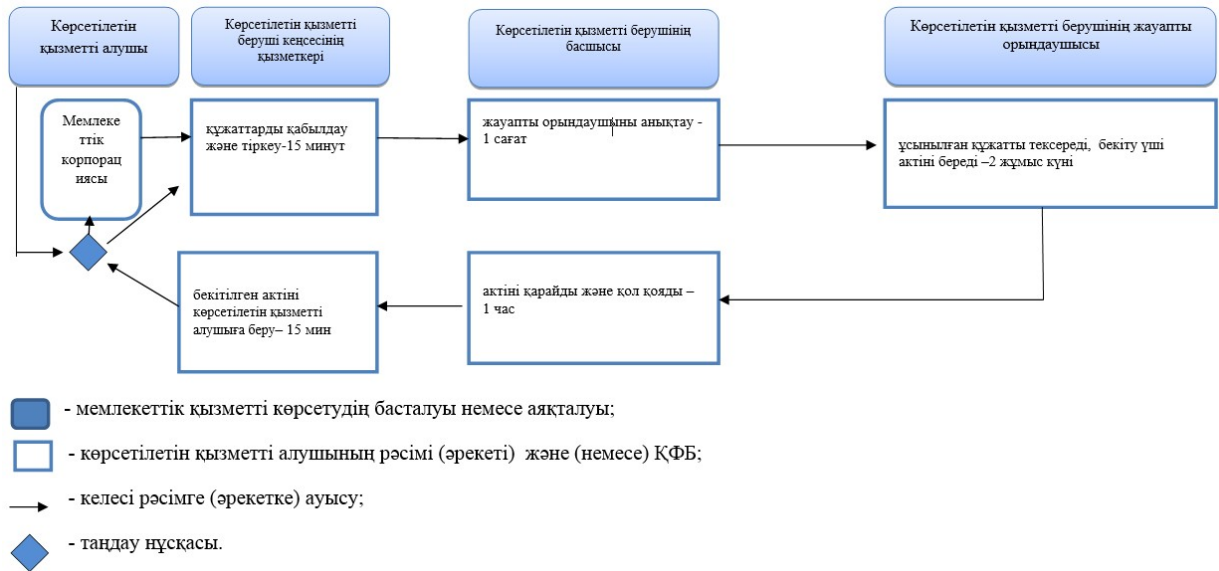 Көрсетілетін
қызметті алушы
Көрсетілетін қызметті
беруші кеңсесінің
қызметкері
Көрсетілетін қызметті берушінің
басшысы
Көрсетілетін қызметті берушінің жауапты
орындаушысы
Мемлеке
ттік
корпорац
иясы
құжаттарды қабылдау
және тіркеу-15 минут
жауапты орындаушыны анықтау -
1 сағат
ұсынылған құжатты тексереді, бекіту үші
актіні береді –2 жұмыс күні
бекітілген актіні
көрсетілетін қызметті
алушыға беру– 15 мин
актіні қарайды және қол қояды –
1 час
- мемлекеттік қызметті көрсетудің басталуы немесе аяқталуы;
- көрсетілетін қызметті алушының рәсімі (әрекеті) және (немесе) ҚФБ;
- келесі рәсімге (әрекетке) ауысу;
- таңдау нұсқасы.